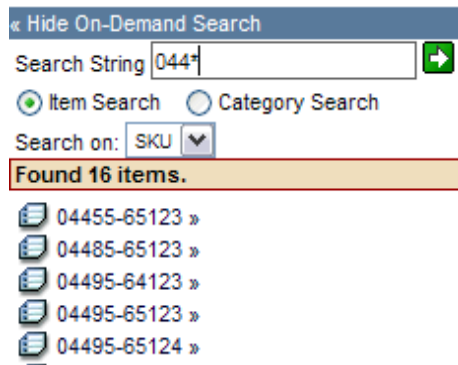 « Hide On-Demand Search
Search String 044*
Item Search Category Search
Search on: SKU
Found 16 items.
04455-65123 »
04485-65123 »
04495-64123 »
04495-65123 »
04495-65124 »